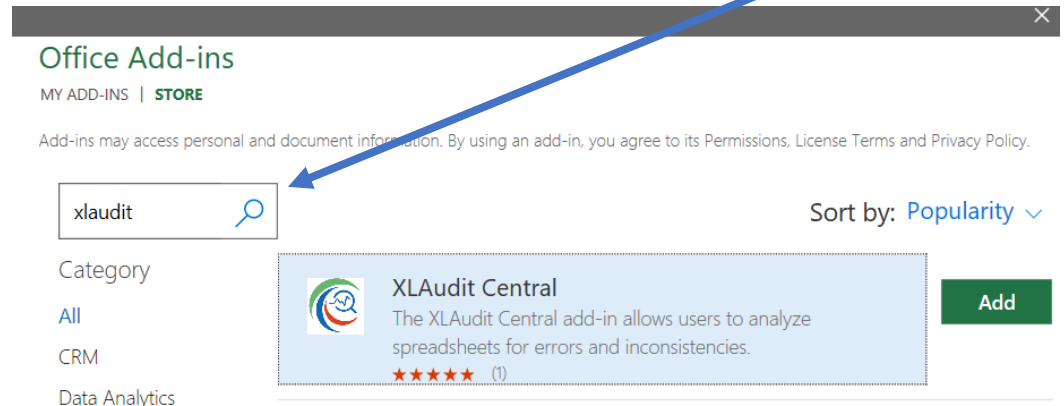 Office Add-ins
MY ADD-INS | STORE
Add-ins may access personal and document information. By using an add-in, you agree to its Permissions, License Terms and Privacy Policy.
xlaudit
Sort by: Popularity
Category
All
CRM
Data Analytics
XLAudit Central
The XLAudit Central add-in allows users to analyze
spreadsheets for errors and inconsistencies.
(1)
Add